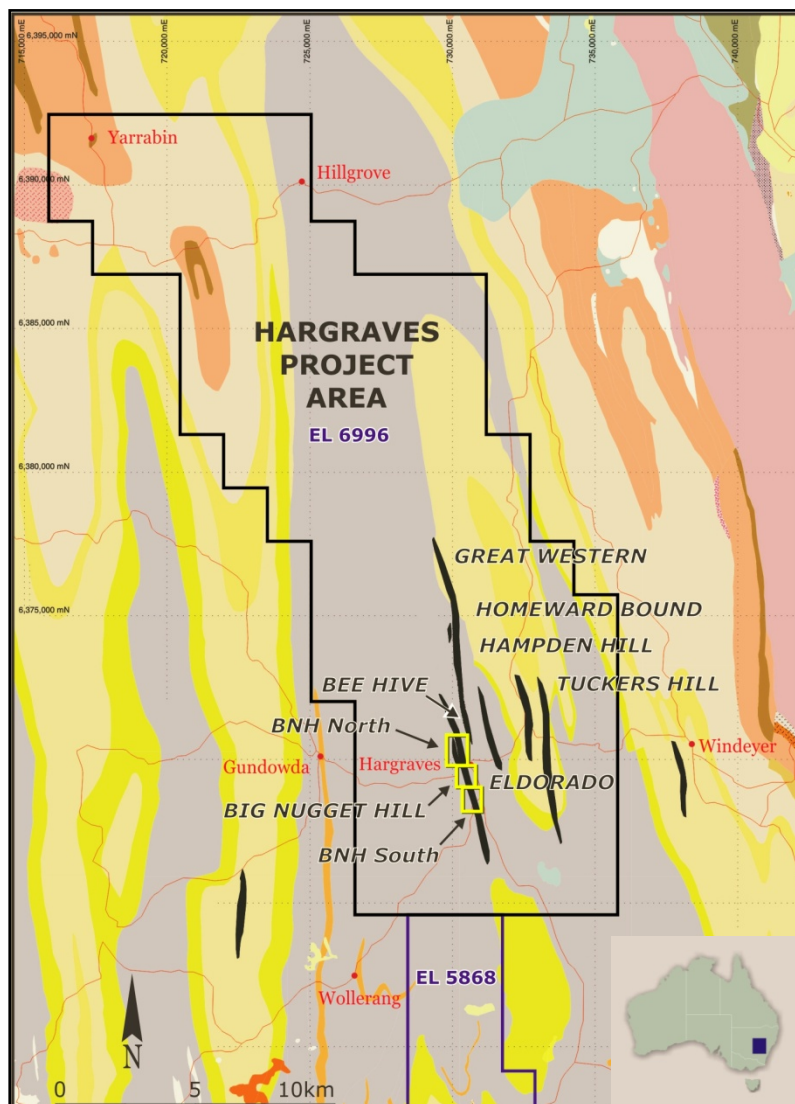 715,000 mE
720,000 mE
725,000 mE
730,000 mE
735,000 mE
740,000 mE
6,395,000 mN
Yarrabin
Hillgrove
6,390,000 mN
6,385,000 mN
HARGRAVES
PROJECT
AREA
EL 6996
6,380,000 mN
GREAT WESTERN
6,375,000 mN
HOMEWARD BOUND
HAMPDEN HILL
BEE HIVE
TUCKERS HILL
BNH North
Windeyer
Gundowda
Hargraves
ELDORADO
BIG NUGGET HILL
BNH South
EL 5868
Wollerang
N
0 5 10km